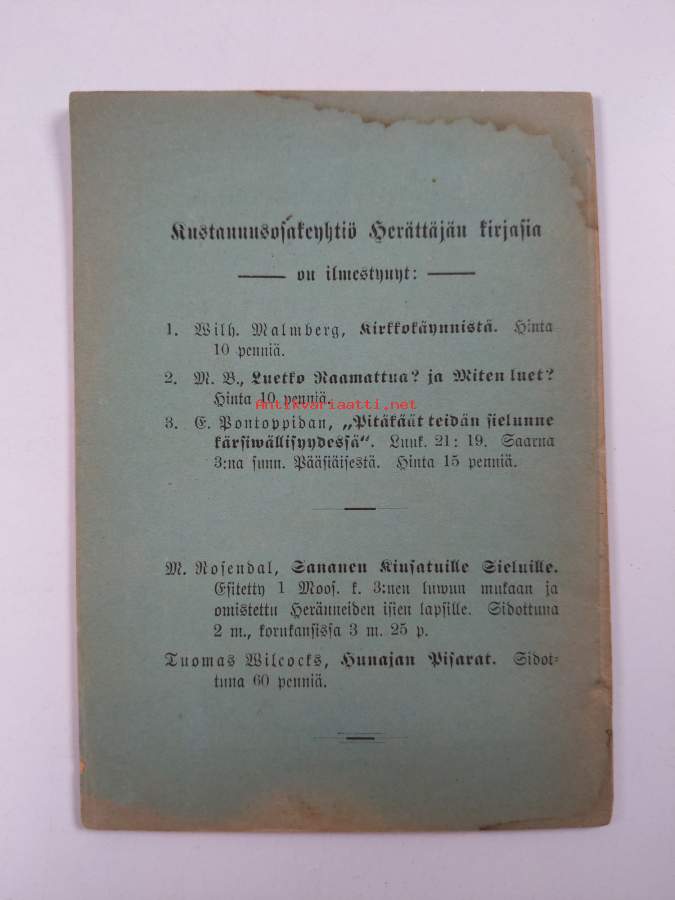 Kustannusosakeyhtiö Herättäjän kirjasia
on ilmestynyt:
1. Wilh. Malmberg, Kirkkokäynnistä. Hinta
10 penniä.
2. M. B., Luetko Raamattua? ja Miten luet?
Hinta 10 penniä.
Antikvariaatti.net
3. E. Pontoppidan, „Pitäkäät teidän sielunne
kärsiwällisyydessä“. Luuk. 21: 19. Saarna
3:na sunn. Pääsiäisestä. Hinta 15 penniä.
M. Rosendal, Sananen Kiusatuille Sieluille.
Esitetty 1 Moos. k. 3:nen luwun mukaan ja
omistettu Heränneiden isien lapsille. Sidottuna
2 m., korukansissa 3 m. 25 p.
Tuomas Wilcocks, Hunajan Pisarat. Sidot-
tuna 60 penniä.